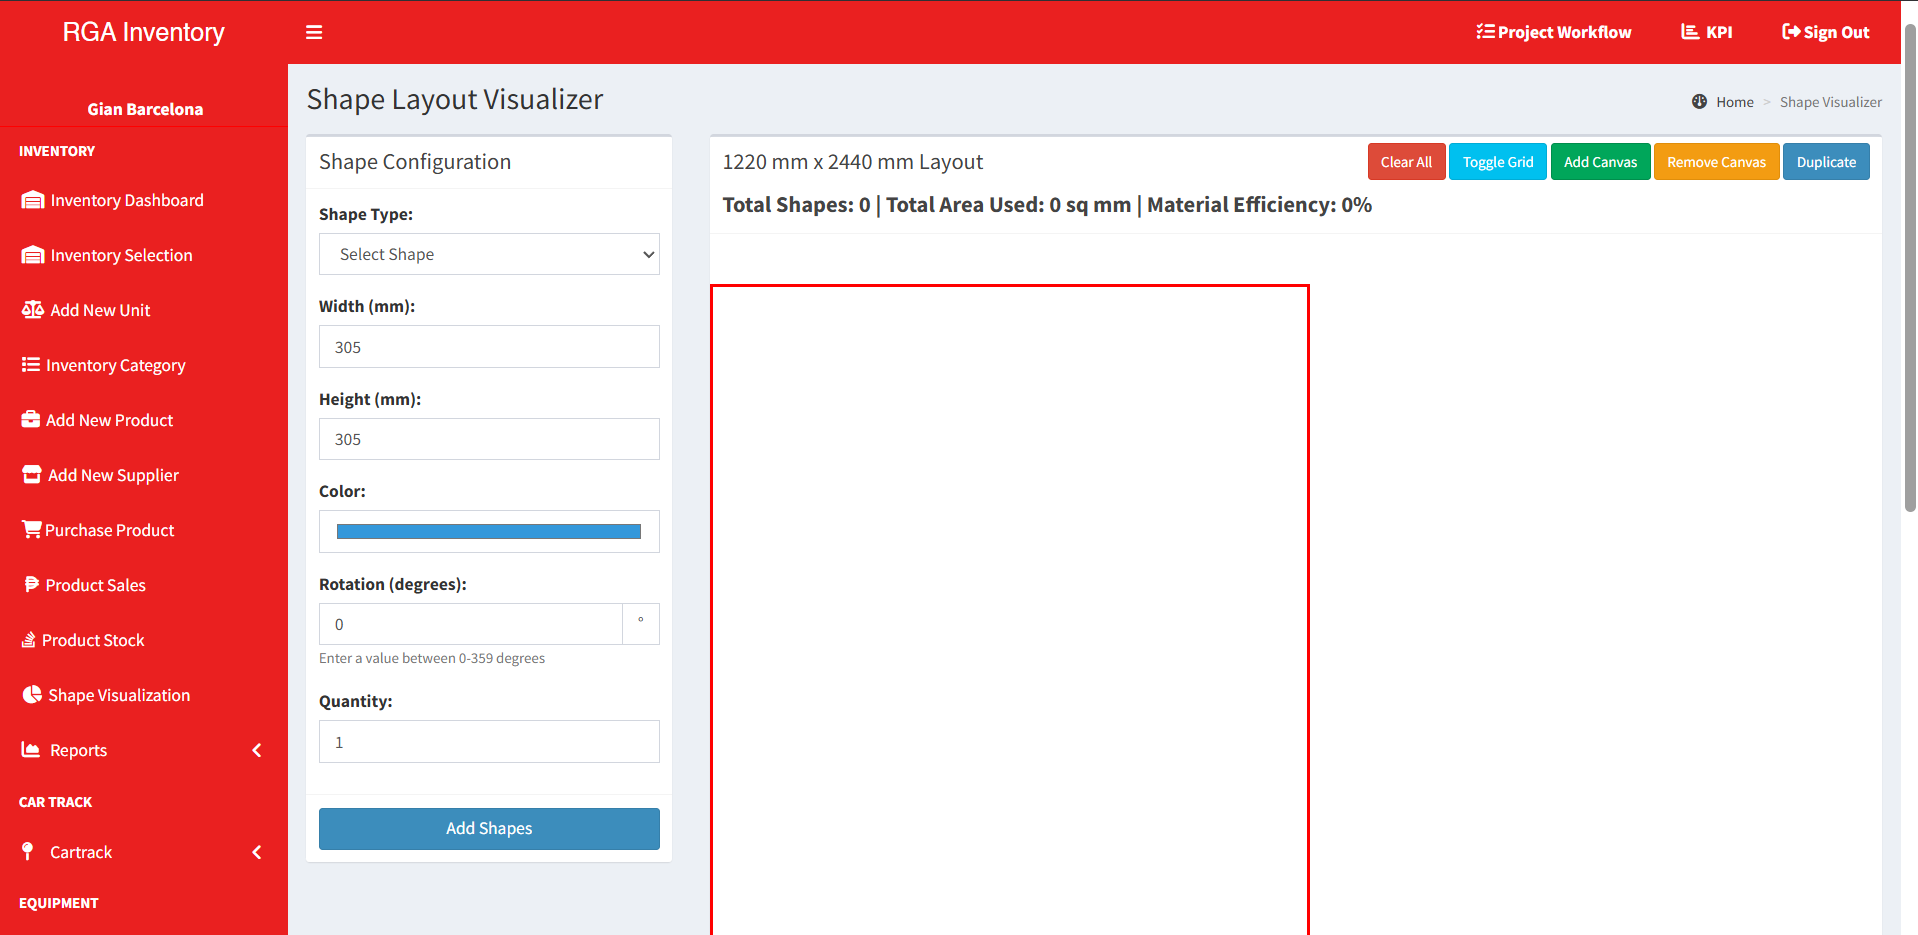 RGA Inventory
Project Workflow
KPI
Sign Out
Gian Barcelona
INVENTORY
Inventory Dashboard
Inventory Selection
Add New Unit
Inventory Category
Add New Product
Add New Supplier
Purchase Product
Product Sales
Product Stock
Shape Visualization
Reports
CAR TRACK
Cartrack
EQUIPMENT
Shape Layout Visualizer
Home > Shape Visualizer
Shape Configuration
Shape Type:
Select Shape
Width (mm):
305
Height (mm):
305
Color:
Rotation (degrees):
0 °
Enter a value between 0-359 degrees
Quantity:
1
Add Shapes
1220 mm x 2440 mm Layout
Clear All
Toggle Grid
Add Canvas
Remove Canvas
Duplicate
Total Shapes: 0 | Total Area Used: 0 sq mm | Material Efficiency: 0%